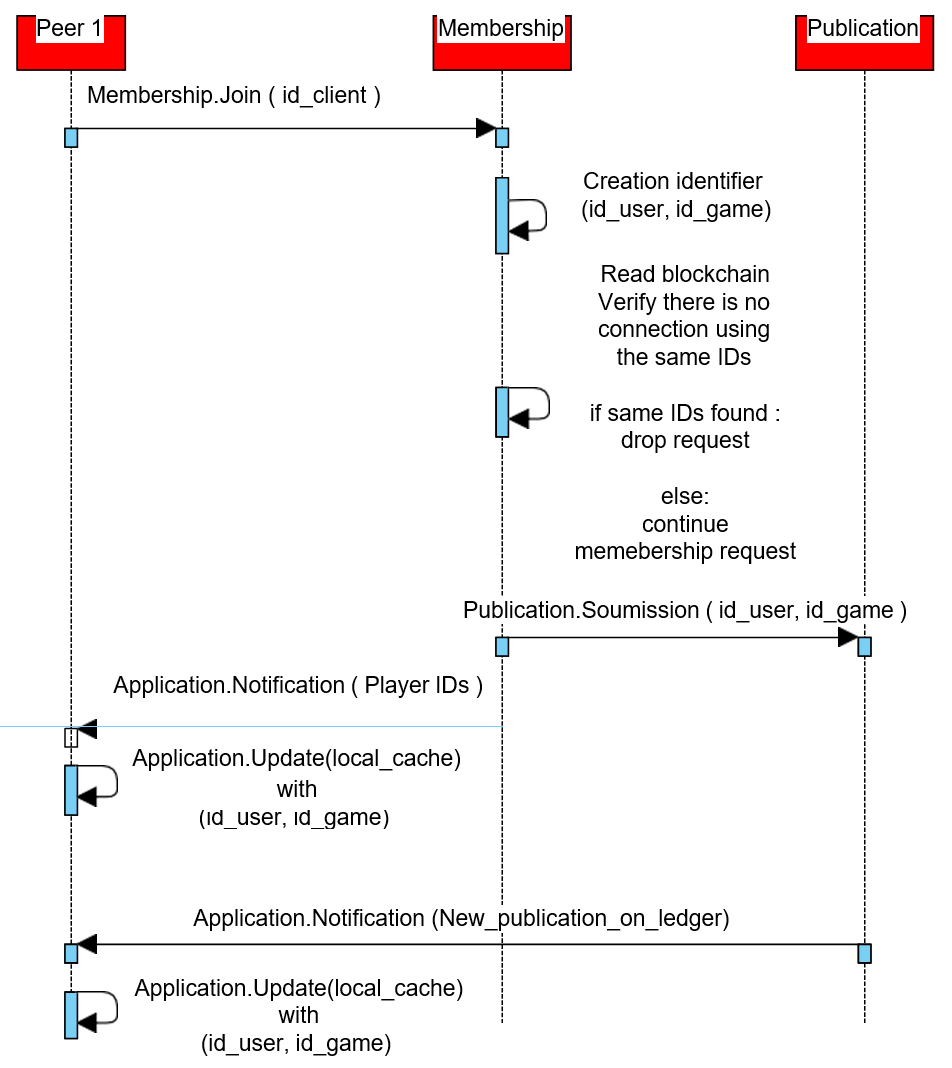 Peer 1
Membership
Publication
Membership.Join ( id_client )
Creation identifier
(id_user, id_game)
Read blockchain
Verify there is no
connection using
the same IDs
if same IDs found :
drop request
else:
continue
memebership request
Publication.Soumission ( id_user, id_game )
Application.Notification ( Player IDs )
Application.Update(local_cache)
with
(id_user, id_game)
Application.Notification (New_publication_on_ledger)
Application.Update(local_cache)
with
(id_user, id_game)